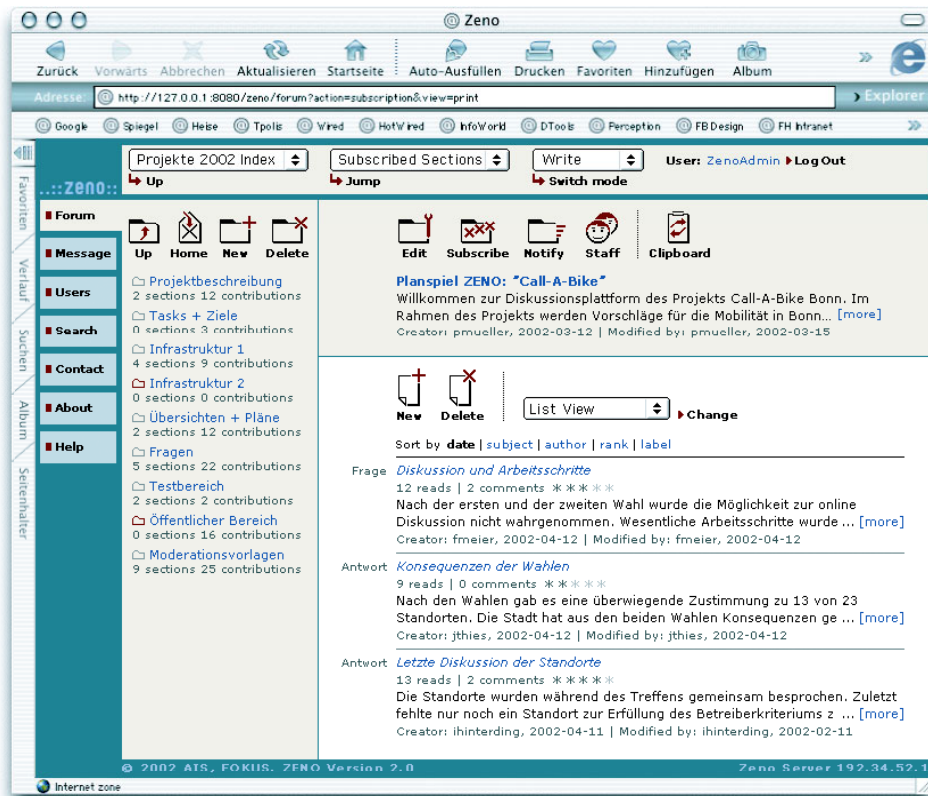 @ Zeno
Zurück Vorwärts Abbrechen Aktualisieren Startseite Auto-Ausfüllen Drucken Favoriten Hinzufügen Album
Adresse: @ http://127.0.0.1:8080/zeno/forum?action=subscription&view=print Explorer
@ Google @ Spiegel @ Heise @ Tpolis @ Wired @ HotWired @ InfoWorld @ DTools @ Perception @ FBDesign @ FH Intranet
Favoriten
Verlauf
Suchen
Album
Seitenhalter
..::zeno::
Projekte 2002 Index Subscribed Sections Write User: ZenoAdmin LogOut
Up Jump Switch mode
Forum
Message
Users
Search
Contact
About
Help
Up Home New Delete
Projektbeschreibung
2 sections 12 contributions
Tasks + Ziele
0 sections 3 contributions
Infrastruktur 1
4 sections 9 contributions
Infrastruktur 2
0 sections 0 contributions
Übersichten + Pläne
2 sections 12 contributions
Fragen
5 sections 22 contributions
Testbereich
2 sections 2 contributions
Öffentlicher Bereich
0 sections 16 contributions
Moderationsvorlagen
9 sections 25 contributions
Edit Subscribe Notify Staff Clipboard
Planspiel ZENO: "Call-A-Bike"
Willkommen zur Diskussionsplattform des Projekts Call-A-Bike Bonn. Im
Rahmen des Projekts werden Vorschläge für die Mobilität in Bonn... [more]
Creator: pmueller, 2002-03-12 | Modified by: pmueller, 2002-03-15
New Delete List View Change
Sort by date | subject | author | rank | label
Frage Diskussion und Arbeitsschritte
12 reads | 2 comments * * * * *
Nach der ersten und der zweiten Wahl wurde die Möglichkeit zur online
Diskussion nicht wahrgenommen. Wesentliche Arbeitsschritte wurde ... [more]
Creator: fmeier, 2002-04-12 | Modified by: fmeier, 2002-04-12
Antwort Konsequenzen der Wahlen
9 reads | 0 comments * * * * *
Nach den Wahlen gab es eine überwiegende Zustimmung zu 13 von 23
Standorten. Die Stadt hat aus den beiden Wahlen Konsequenzen ge ... [more]
Creator: jthies, 2002-04-12 | Modified by: jthies, 2002-04-12
Antwort Letzte Diskussion der Standorte
13 reads | 2 comments * * * * *
Die Standorte wurden während des Treffens gemeinsam besprochen. Zuletzt
fehlte nur noch ein Standort zur Erfüllung des Betreiberkriteriums z ... [more]
Creator: ihinterding, 2002-04-11 | Modified by: ihinterding, 2002-02-11
© 2002 AIS, FOKUS. ZENO Version 2.0 Zeno Server 192.34.52.1
Internet zone